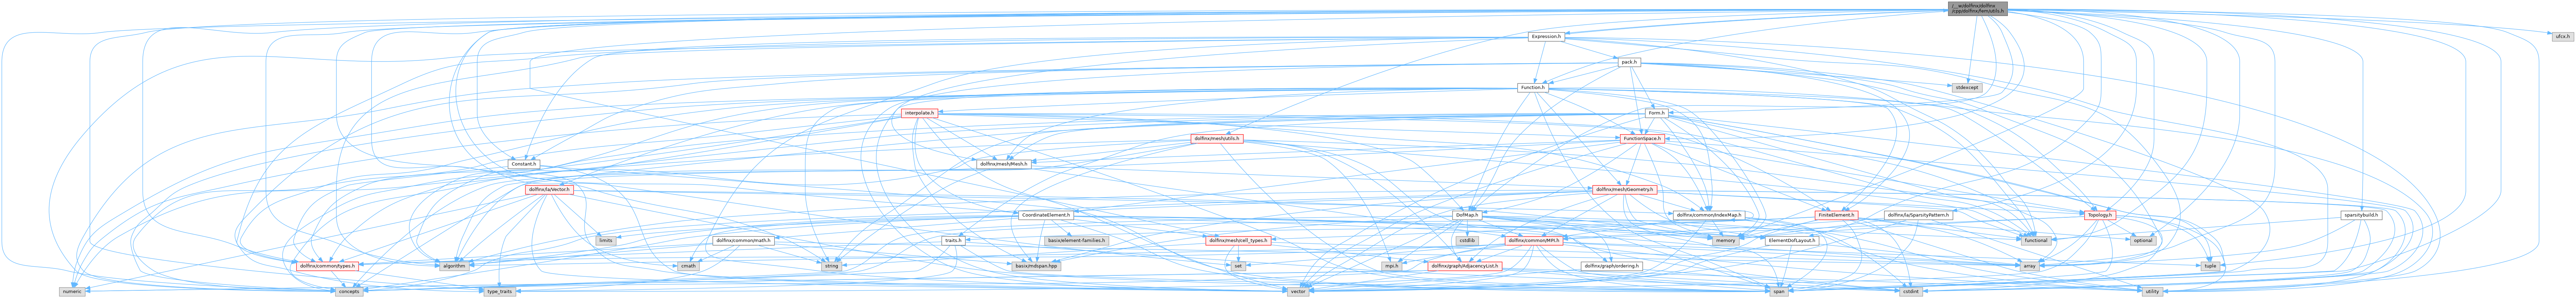 /__w/dolfinx/dolfinx
/cpp/dolfinx/fem/utils.h
Expression.h
ufcx.h
pack.h
Function.h
stdexcept
interpolate.h
Form.h
dolfinx/mesh/utils.h
FunctionSpace.h
Constant.h
dolfinx/mesh/Mesh.h
dolfinx/la/Vector.h
dolfinx/mesh/Geometry.h
CoordinateElement.h
DofMap.h
dolfinx/common/IndexMap.h
FiniteElement.h
dolfinx/la/SparsityPattern.h
Topology.h
sparsitybuild.h
limits
dolfinx/common/math.h
basix/element-families.h
traits.h
dolfinx/mesh/cell_types.h
cstdlib
dolfinx/common/MPI.h
memory
ElementDofLayout.h
functional
optional
dolfinx/common/types.h
algorithm
cmath
string
basix/mdspan.hpp
set
mpi.h
dolfinx/graph/AdjacencyList.h
dolfinx/graph/ordering.h
array
tuple
numeric
concepts
type_traits
vector
span
cstdint
utility